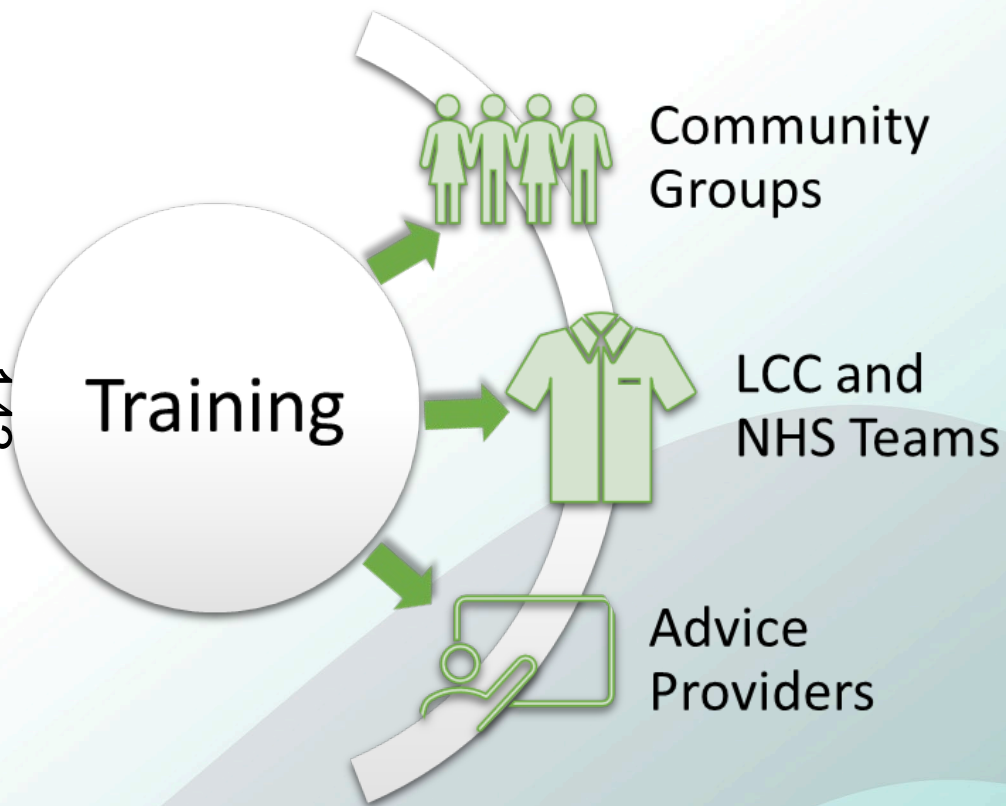 Community
Groups
Training
LCC and
NHS Teams
Advice
Providers